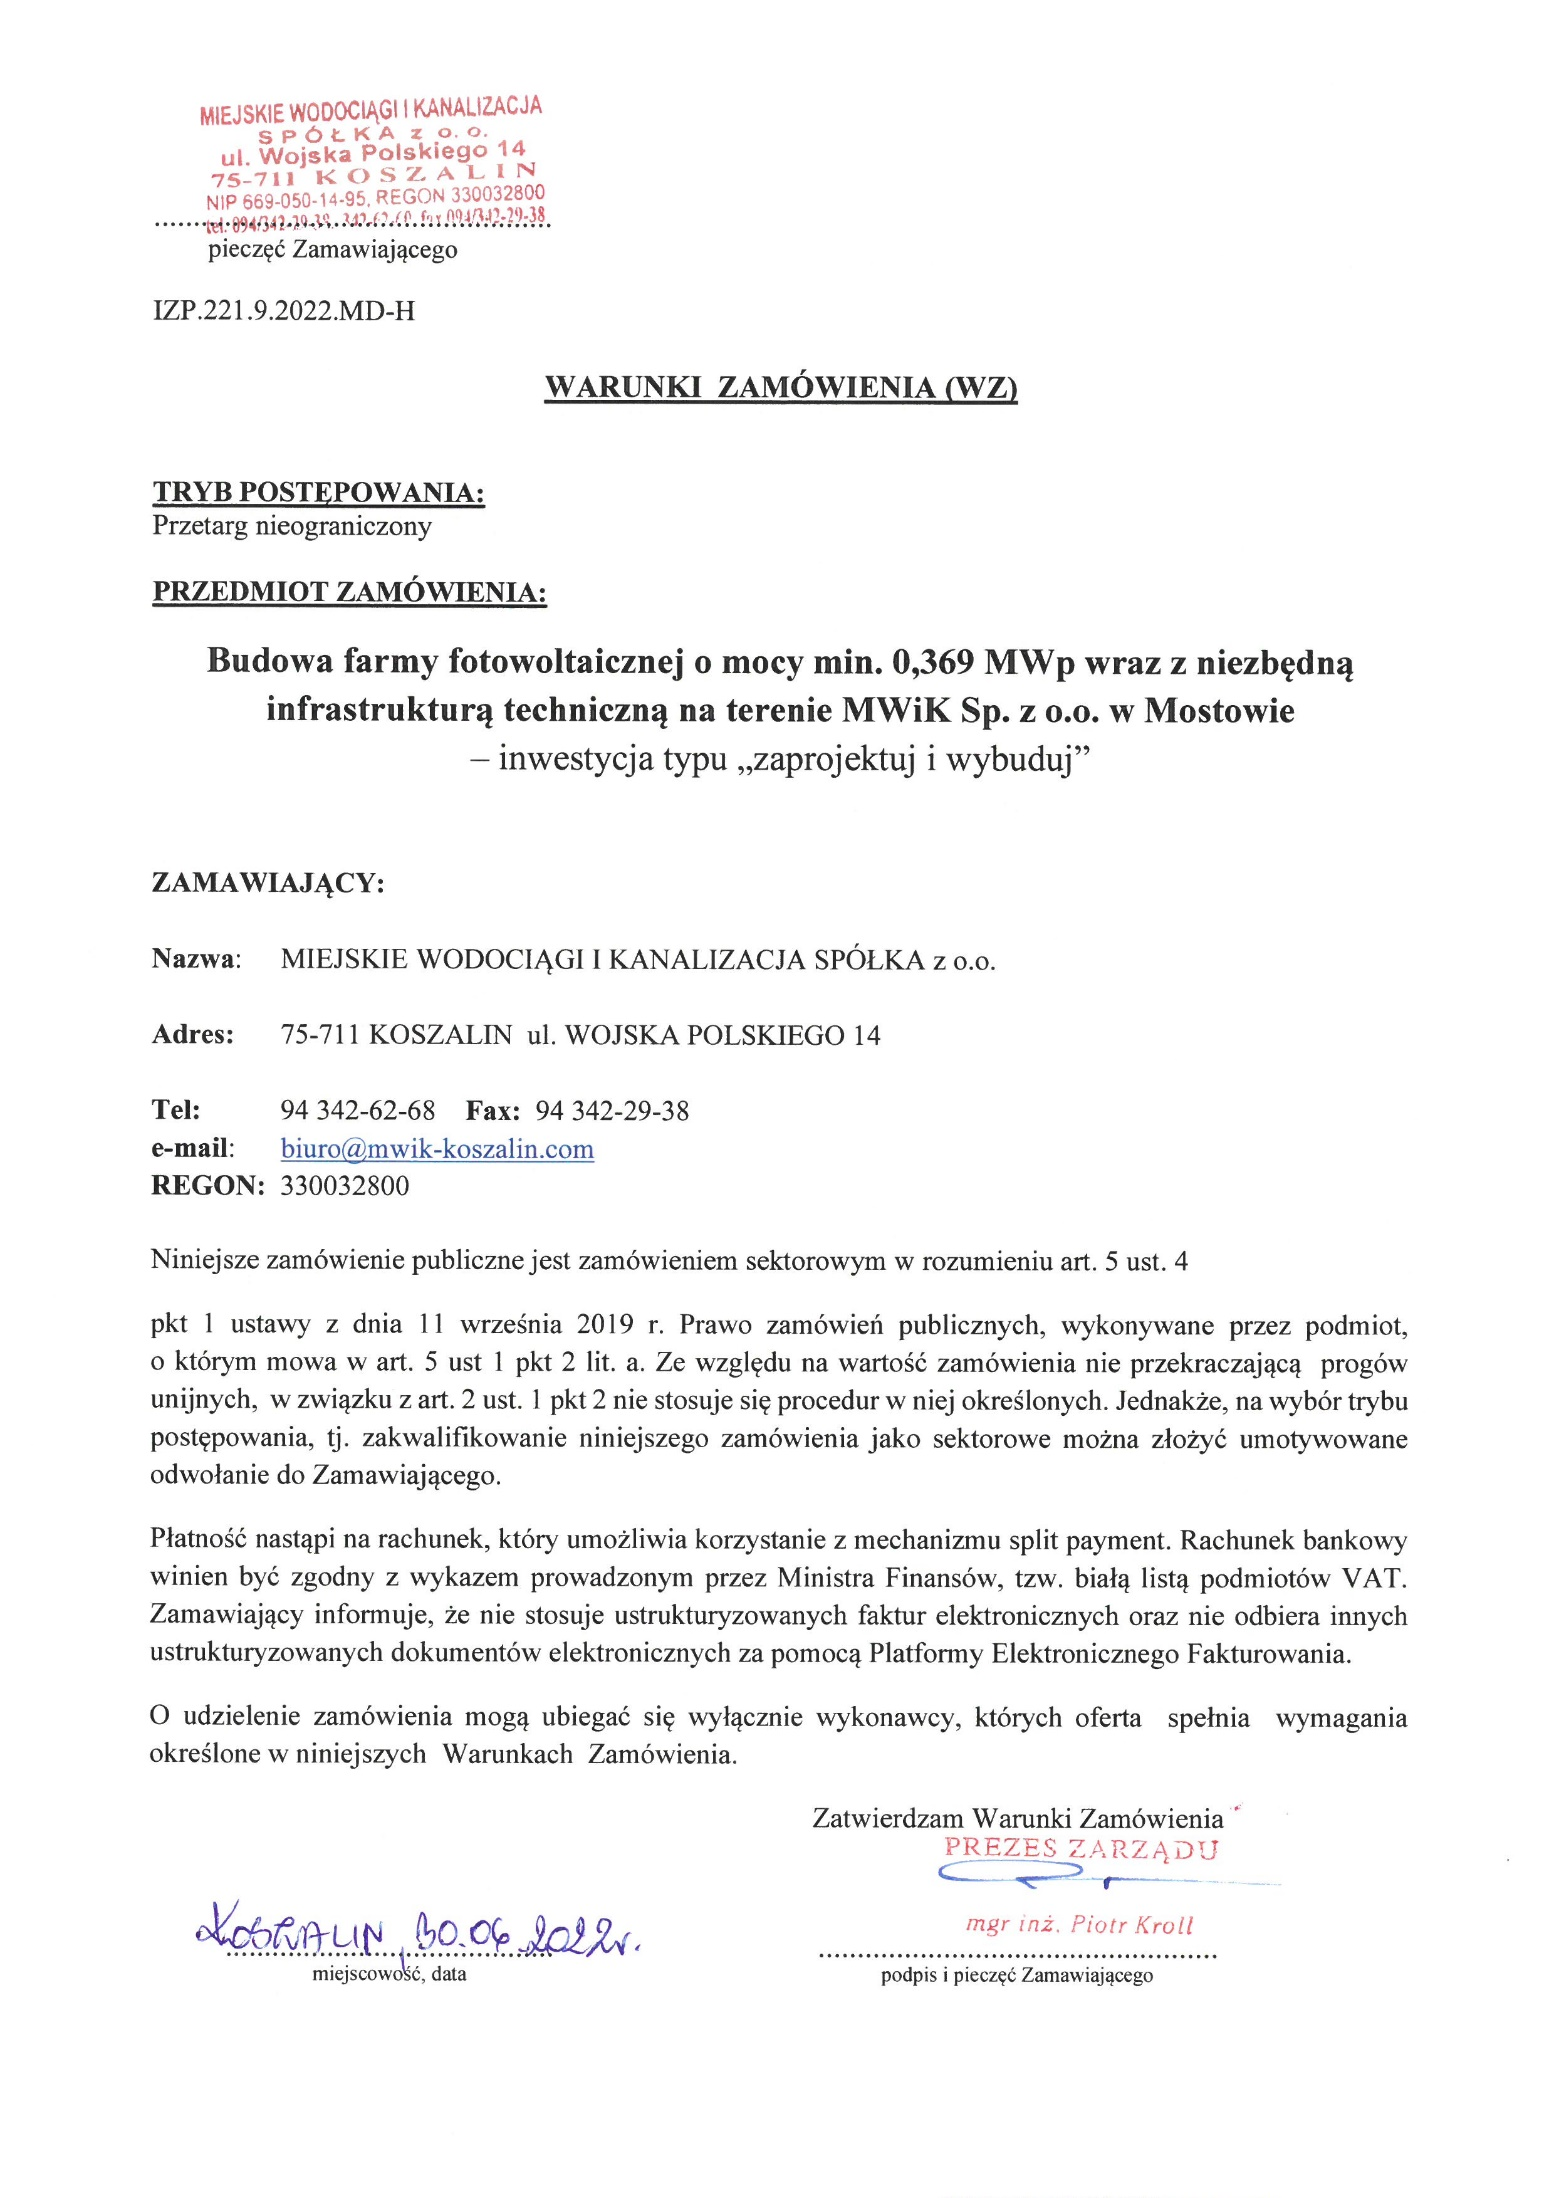 MIEJSKIE WODOCIĄGI I KANALIZACJA
SPÓŁKA z o.o.
ul. Wojska Polskiego 14
75-711 KOSZALIN
NIP 669-050-14-95, REGON 330032800
tel. 094/342-29-38, fax 094/342-29-38
pieczęć Zamawiającego
IZP.221.9.2022.MD-H
WARUNKI ZAMÓWIENIA (WZ)
TRYB POSTĘPOWANIA:
Przetarg nieograniczony
PRZEDMIOT ZAMÓWIENIA:
Budowa farmy fotowoltaicznej o mocy min. 0,369 MWp wraz z niezbędną
infrastrukturą techniczną na terenie MWiK Sp. z o.o. w Mostowie
– inwestycja typu „zaprojektuj i wybuduj”
ZAMAWIAJĄCY:
Nazwa: MIEJSKIE WODOCIĄGI I KANALIZACJA SPÓŁKA z o.o.
Adres: 75-711 KOSZALIN ul. WOJSKA POLSKIEGO 14
Tel: 94 342-62-68 Fax: 94 342-29-38
e-mail: biuro@mwik-koszalin.com
REGON: 330032800
Niniejsze zamówienie publiczne jest zamówieniem sektorowym w rozumieniu art. 5 ust. 4
pkt 1 ustawy z dnia 11 września 2019 r. Prawo zamówień publicznych, wykonywane przez podmiot,
o którym mowa w art. 5 ust 1 pkt 2 lit. a. Ze względu na wartość zamówienia nie przekraczającą progów
unijnych, w związku z art. 2 ust. 1 pkt 2 nie stosuje się procedur w niej określonych. Jednakże, na wybór trybu
postępowania, tj. zakwalifikowanie niniejszego zamówienia jako sektorowe można złożyć umotywowane
odwołanie do Zamawiającego.
Płatność nastąpi na rachunek, który umożliwia korzystanie z mechanizmu split payment. Rachunek bankowy
winien być zgodny z wykazem prowadzonym przez Ministra Finansów, tzw. białą listą podmiotów VAT.
Zamawiający informuje, że nie stosuje ustrukturyzowanych faktur elektronicznych oraz nie odbiera innych
ustrukturyzowanych dokumentów elektronicznych za pomocą Platformy Elektronicznego Fakturowania.
O udzielenie zamówienia mogą ubiegać się wyłącznie wykonawcy, których oferta spełnia wymagania
określone w niniejszych Warunkach Zamówienia.
Zatwierdzam Warunki Zamówienia
PREZES ZARZĄDU
mgr inż. Piotr Kroll
KOSZALIN, 30.06.2022r.
miejscowość, data
podpis i pieczęć Zamawiającego